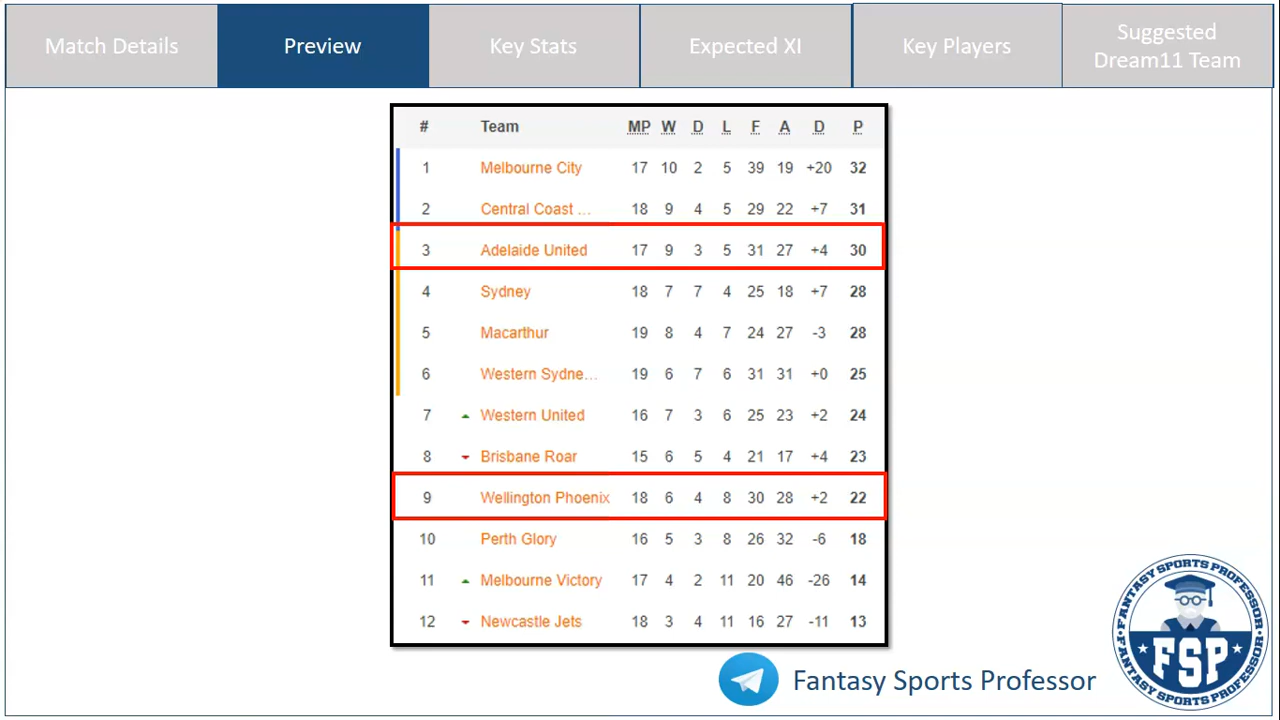 Match Details
Preview
Key Stats
Expected XI
Key Players
Suggested
Dream11 Team
# Team MP W D L F A D P
1 Melbourne City 17 10 2 5 39 19 +20 32
2 Central Coast ... 18 9 4 5 29 22 +7 31
3 Adelaide United 17 9 3 5 31 27 +4 30
4 Sydney 18 7 7 4 25 18 +7 28
5 Macarthur 19 8 4 7 24 27 -3 28
6 Western Sydne... 19 6 7 6 31 31 +0 25
7 Western United 16 7 3 6 25 23 +2 24
8 Brisbane Roar 15 6 5 4 21 17 +4 23
9 Wellington Phoenix 18 6 4 8 30 28 +2 22
10 Perth Glory 16 5 3 8 26 32 -6 18
11 Melbourne Victory 17 4 2 11 20 46 -26 14
12 Newcastle Jets 18 3 4 11 16 27 -11 13
Fantasy Sports Professor
FANTASY SPORTS PROFESSOR
FSP
FANTASY SPORTS PROFESSOR